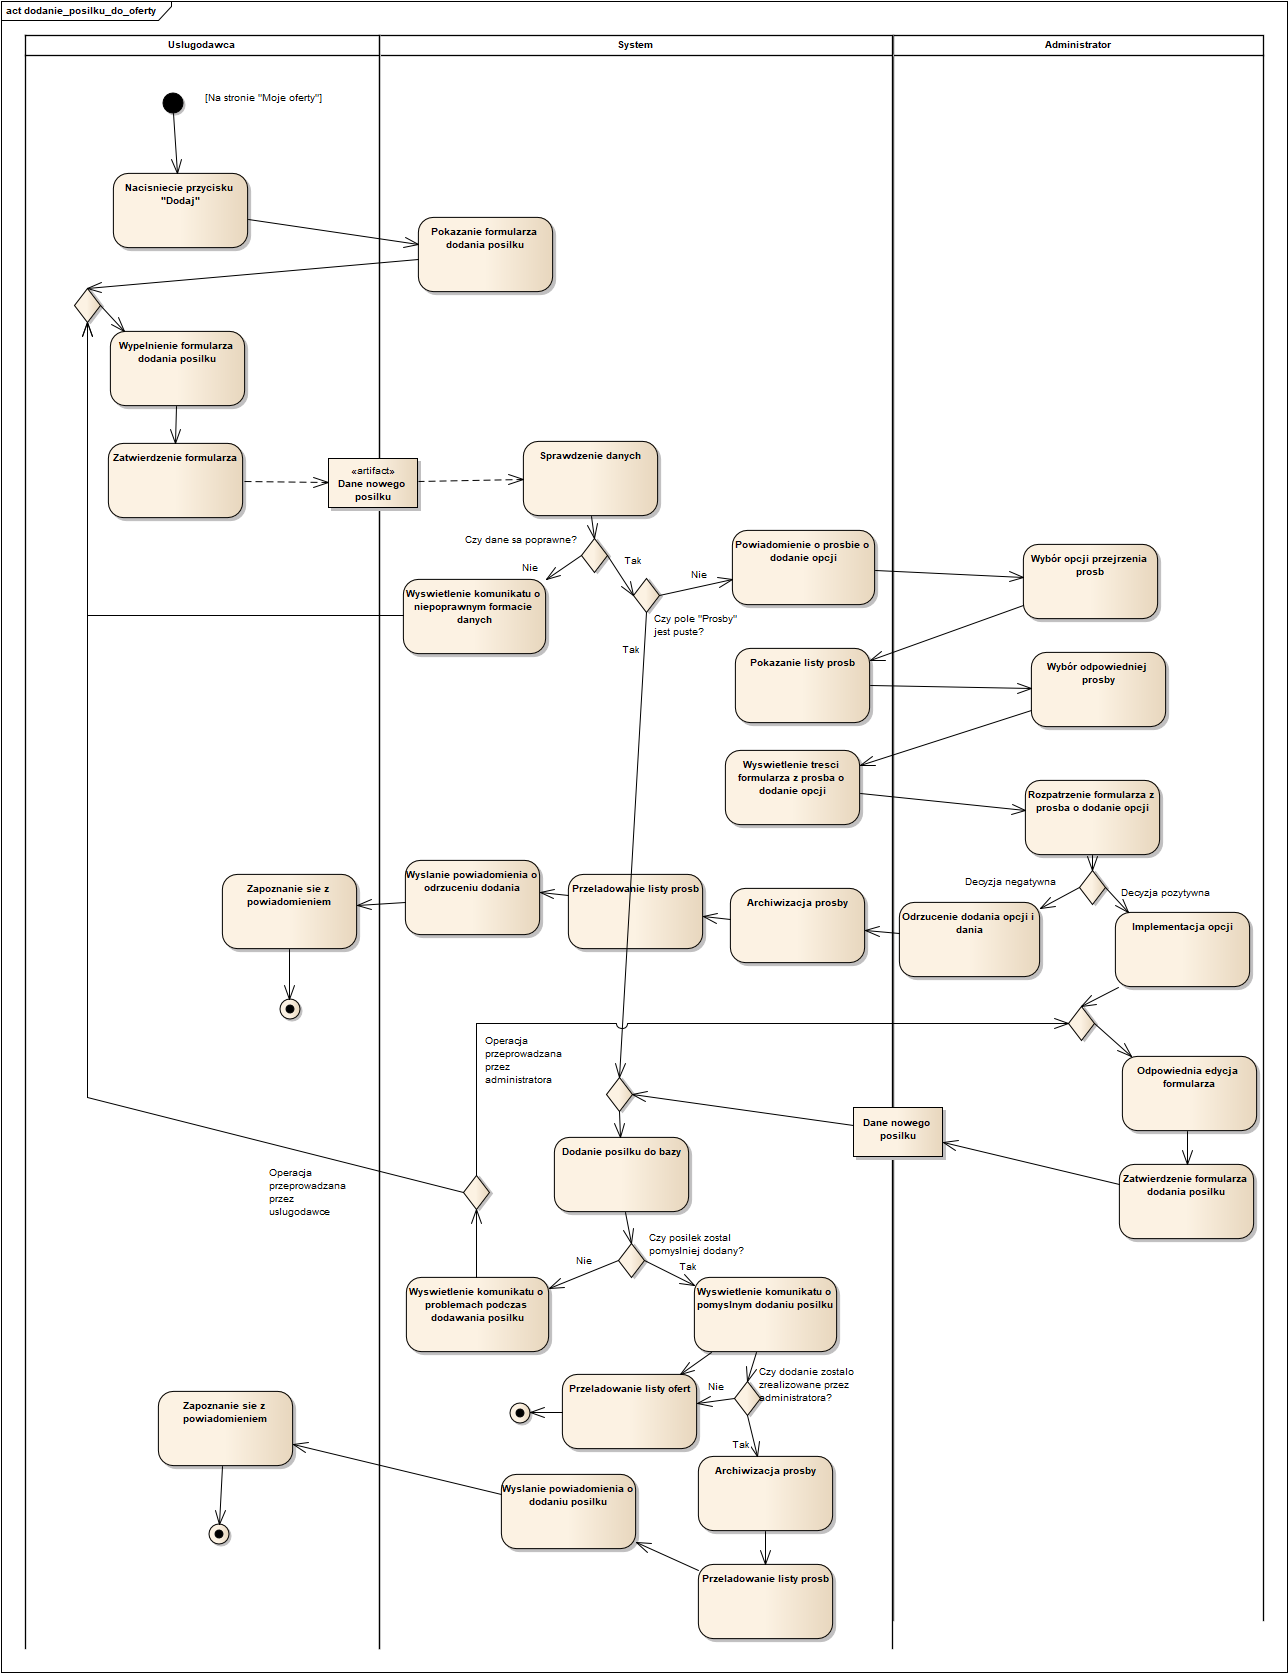 act dodanie_posilku_do_oferty
Uslugodawca
System
Administrator
[Na stronie "Moje oferty"]
Nacisniecie przycisku
"Dodaj"
Pokazanie formularza
dodania posilku
Wypelnienie formularza
dodania posilku
Zatwierdzenie formularza
«artifact»
Dane nowego
posilku
Sprawdzenie danych
Czy dane sa poprawne?
Nie
Tak
Wyswietlenie komunikatu o
niepoprawnym formacie
danych
Nie
Czy pole "Prosby"
jest puste?
Tak
Powiadomienie o prosbie o
dodanie opcji
Wybór opcji przejrzenia
prosb
Pokazanie listy prosb
Wybór odpowiedniej
prosby
Wyswietlenie tresci
formularza z prosba o
dodanie opcji
Rozpatrzenie formularza z
prosba o dodanie opcji
Decyzja negatywna
Decyzja pozytywna
Odrzucenie dodania opcji i
dania
Implementacja opcji
Archiwizacja prosby
Przeladowanie listy prosb
Wyslanie powiadomienia o
odrzuceniu dodania
Zapoznanie sie z
powiadomieniem
Operacja
przeprowadzana
przez
administratora
Odpowiednia edycja
formularza
Dane nowego
posilku
Zatwierdzenie formularza
dodania posilku
Dodanie posilku do bazy
Operacja
przeprowadzana
przez
uslugodawce
Czy posilek zostal
pomyslniej dodany?
Nie
Tak
Wyswietlenie komunikatu o
problemach podczas
dodawania posilku
Wyswietlenie komunikatu o
pomyslnym dodaniu posilku
Czy dodanie zostalo
zrealizowane przez
administratora?
Nie
Tak
Przeladowanie listy ofert
Zapoznanie sie z
powiadomieniem
Archiwizacja prosby
Wyslanie powiadomienia o
dodaniu posilku
Przeladowanie listy prosb